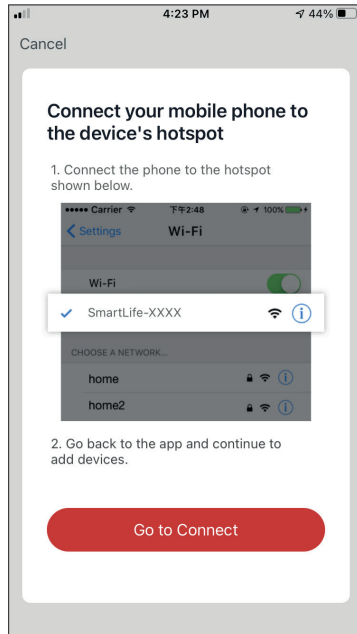 4:23 PM 44%
Cancel
Connect your mobile phone to
the device's hotspot
1. Connect the phone to the hotspot
shown below.
Carrier 下午2:48 100%
Settings Wi-Fi
Wi-Fi
SmartLife-XXXX
CHOOSE A NETWORK...
home
home2
2. Go back to the app and continue to
add devices.
Go to Connect